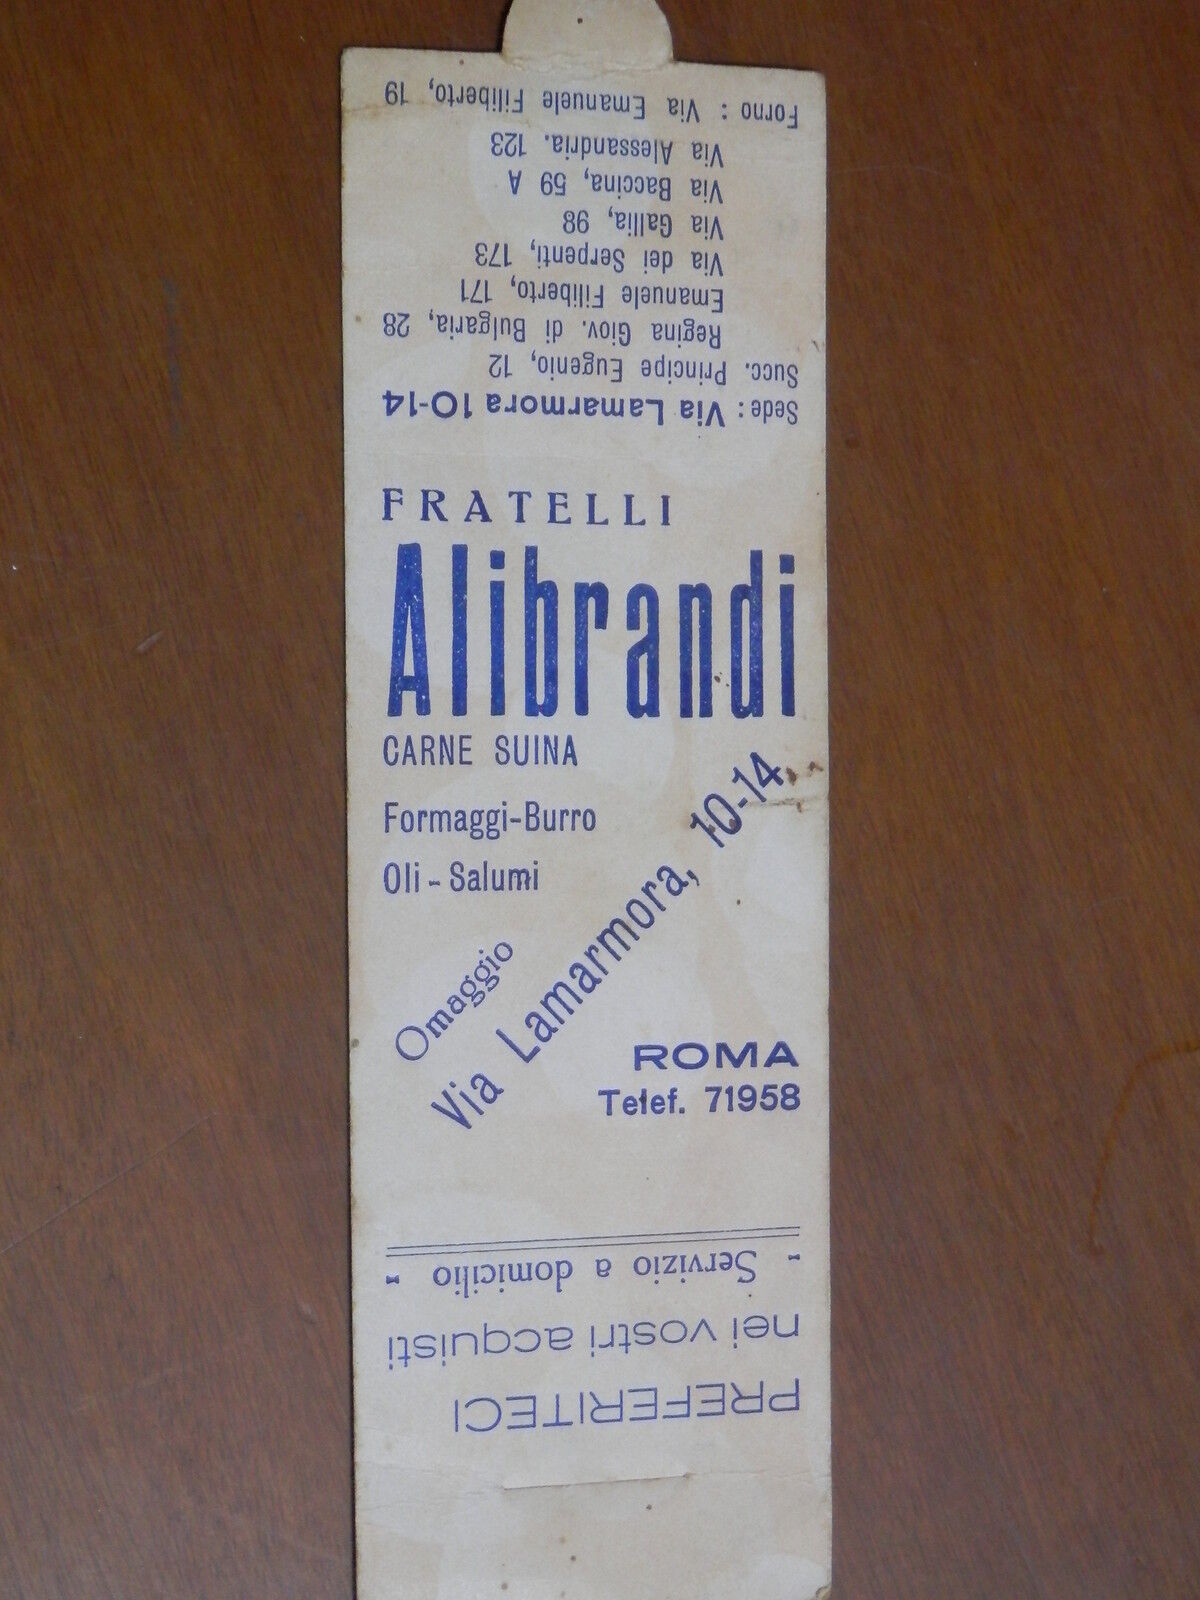 Sede: Via Lamarmora 10-14
Succ. Principe Eugenio, 12
Regina Giov. di Bulgaria, 28
Emanuele Filiberto, 171
Via dei Serpenti, 173
Via Gallia, 98
Via Baccina, 59 A
Via Alessandria. 123
Forno : Via Emanuele Filiberto, 19
FRATELLI
Alibrandi
CARNE SUINA
Formaggi-Burro
Oli - Salumi
Omaggio
Via Lamarmora, 10-14
ROMA
Telef. 71958
PREFERITECI
nei vostri acquisti
- Servizio a domicilio -